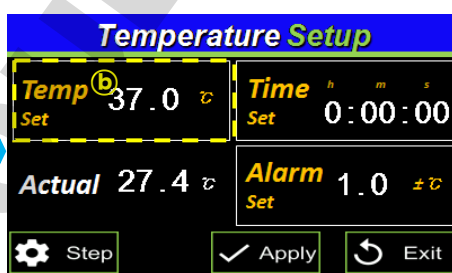 Temperature Setup
Temp ⓑ 37.0 ℃
Set
Time h m s
Set 0:00:00
Actual 27.4 ℃
Alarm 1.0 ±℃
Set
Step
Apply
Exit